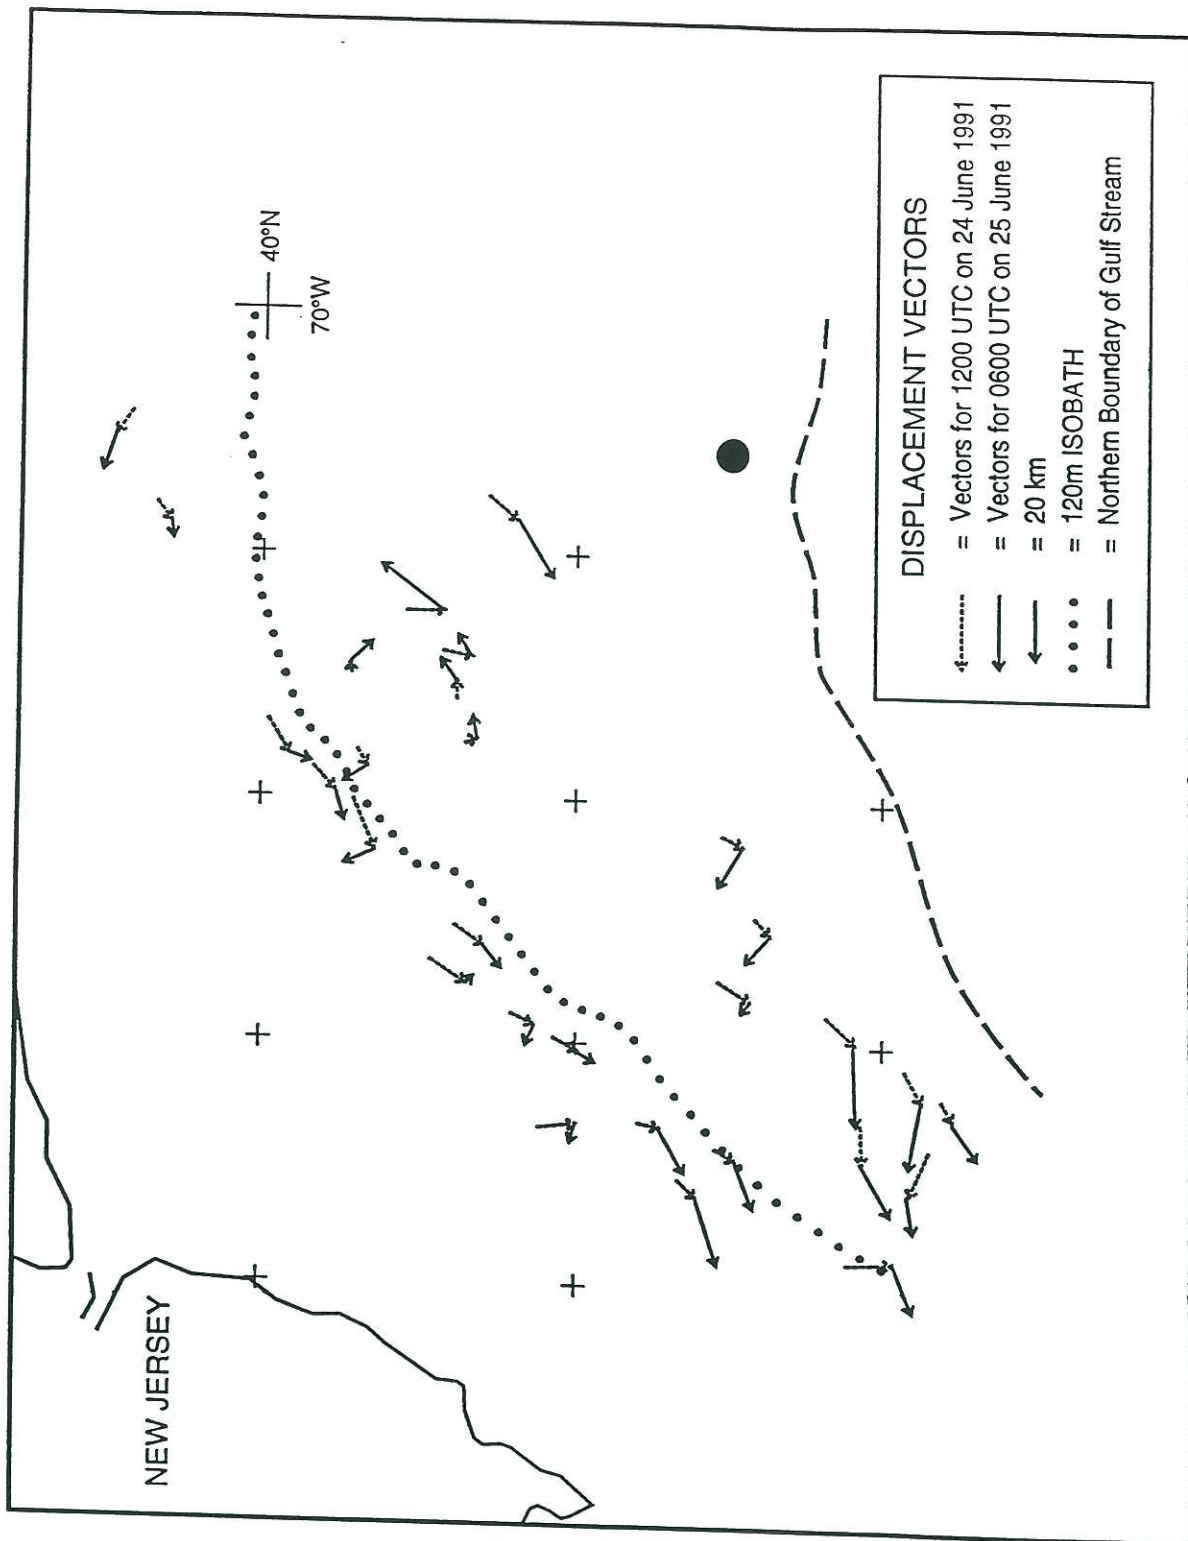 NEW JERSEY
40°N
70°W
DISPLACEMENT VECTORS
= Vectors for 1200 UTC on 24 June 1991
= Vectors for 0600 UTC on 25 June 1991
= 20 km
= 120m ISOBATH
= Northern Boundary of Gulf Stream